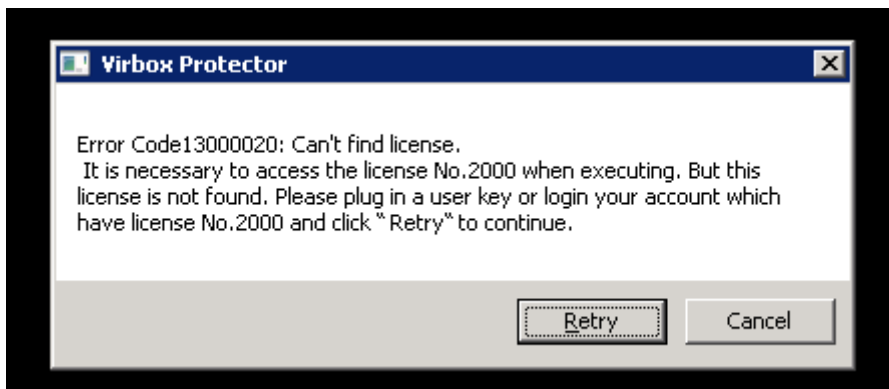 Virbox Protector
Error Code13000020: Can't find license.
It is necessary to access the license No.2000 when executing. But this
license is not found. Please plug in a user key or login your account which
have license No.2000 and click “Retry“ to continue.
Retry
Cancel